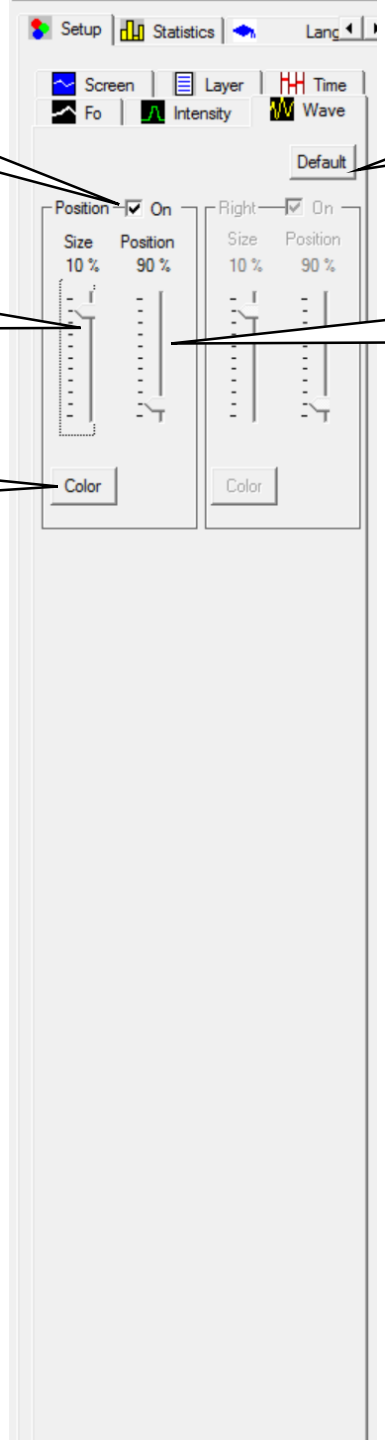 Setup Statistics Lang
Screen Layer Time
Fo Intensity Wave
Default
Position On Right On
Size Position Size Position
10 % 90 % 10 % 90 %
Color Color